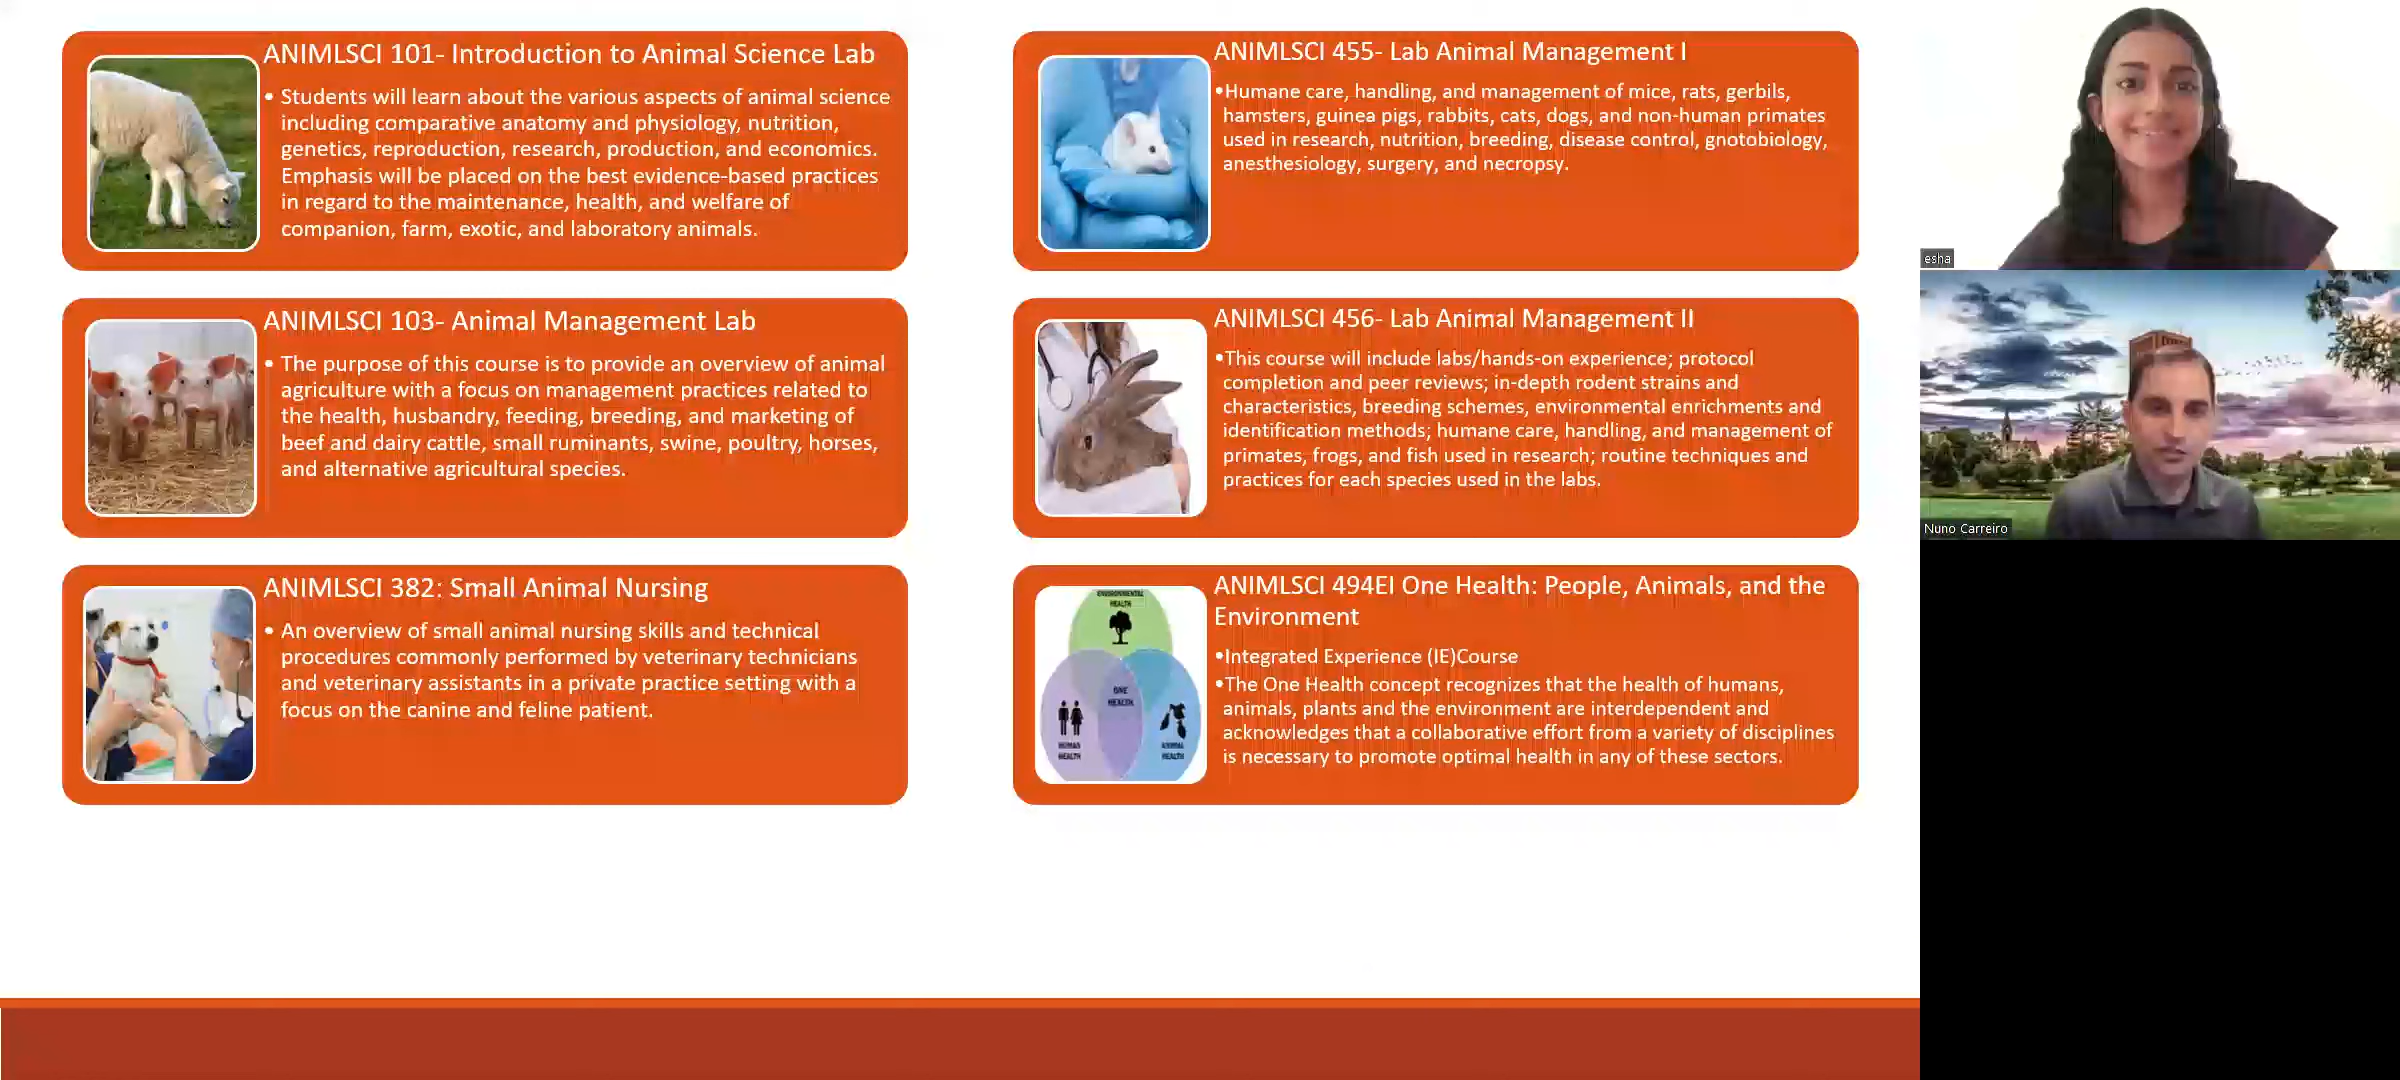 ANIMLSCI 101- Introduction to Animal Science Lab
• Students will learn about the various aspects of animal science
including comparative anatomy and physiology, nutrition,
genetics, reproduction, research, production, and economics.
Emphasis will be placed on the best evidence-based practices
in regard to the maintenance, health, and welfare of
companion, farm, exotic, and laboratory animals.
ANIMLSCI 103- Animal Management Lab
• The purpose of this course is to provide an overview of animal
agriculture with a focus on management practices related to
the health, husbandry, feeding, breeding, and marketing of
beef and dairy cattle, small ruminants, swine, poultry, horses,
and alternative agricultural species.
ANIMLSCI 382: Small Animal Nursing
• An overview of small animal nursing skills and technical
procedures commonly performed by veterinary technicians
and veterinary assistants in a private practice setting with a
focus on the canine and feline patient.
ANIMLSCI 455- Lab Animal Management I
•Humane care, handling, and management of mice, rats, gerbils,
hamsters, guinea pigs, rabbits, cats, dogs, and non-human primates
used in research, nutrition, breeding, disease control, gnotobiology,
anesthesiology, surgery, and necropsy.
ANIMLSCI 456- Lab Animal Management II
•This course will include labs/hands-on experience; protocol
completion and peer reviews; in-depth rodent strains and
characteristics, breeding schemes, environmental enrichments and
identification methods; humane care, handling, and management of
primates, frogs, and fish used in research; routine techniques and
practices for each species used in the labs.
ENVIRONMENTAL
HEALTH
ONE
HEALTH
HUMAN
HEALTH
ANIMAL
HEALTH
ANIMLSCI 494EI One Health: People, Animals, and the
Environment
•Integrated Experience (IE)Course
•The One Health concept recognizes that the health of humans,
animals, plants and the environment are interdependent and
acknowledges that a collaborative effort from a variety of disciplines
is necessary to promote optimal health in any of these sectors.
esha
Nuno Carreiro